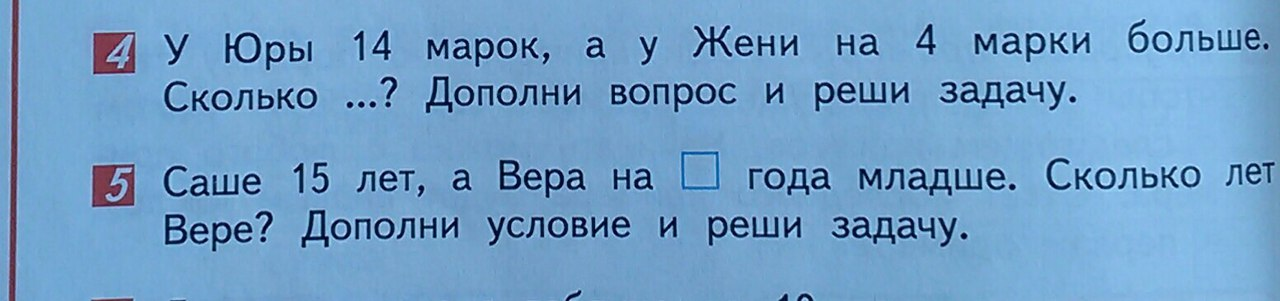 4 У Юры 14 марок, а у Жени на 4 марки больше.
Сколько ...? Дополни вопрос и реши задачу.
5 Саше 15 лет, а Вера на □ года младше. Сколько лет
Вере? Дополни условие и реши задачу.